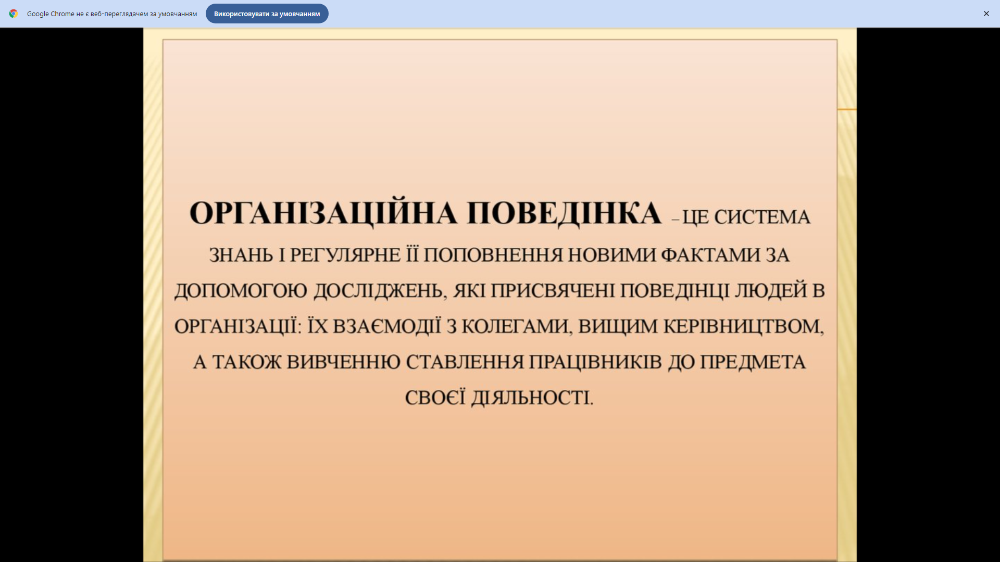 Google Chrome не є веб-переглядачем за умовчанням
Використовувати за умовчанням
ОРГАНІЗАЦІЙНА ПОВЕДІНКА – ЦЕ СИСТЕМА
ЗНАНЬ І РЕГУЛЯРНЕ ЇЇ ПОПОВНЕННЯ НОВИМИ ФАКТАМИ ЗА
ДОПОМОГОЮ ДОСЛІДЖЕНЬ, ЯКІ ПРИСВЯЧЕНІ ПОВЕДІНЦІ ЛЮДЕЙ В
ОРГАНІЗАЦІЇ: ЇХ ВЗАЄМОДІЇ З КОЛЕГАМИ, ВИЩИМ КЕРІВНИЦТВОМ,
А ТАКОЖ ВИВЧЕННЮ СТАВЛЕННЯ ПРАЦІВНИКІВ ДО ПРЕДМЕТА
СВОЄЇ ДІЯЛЬНОСТІ.